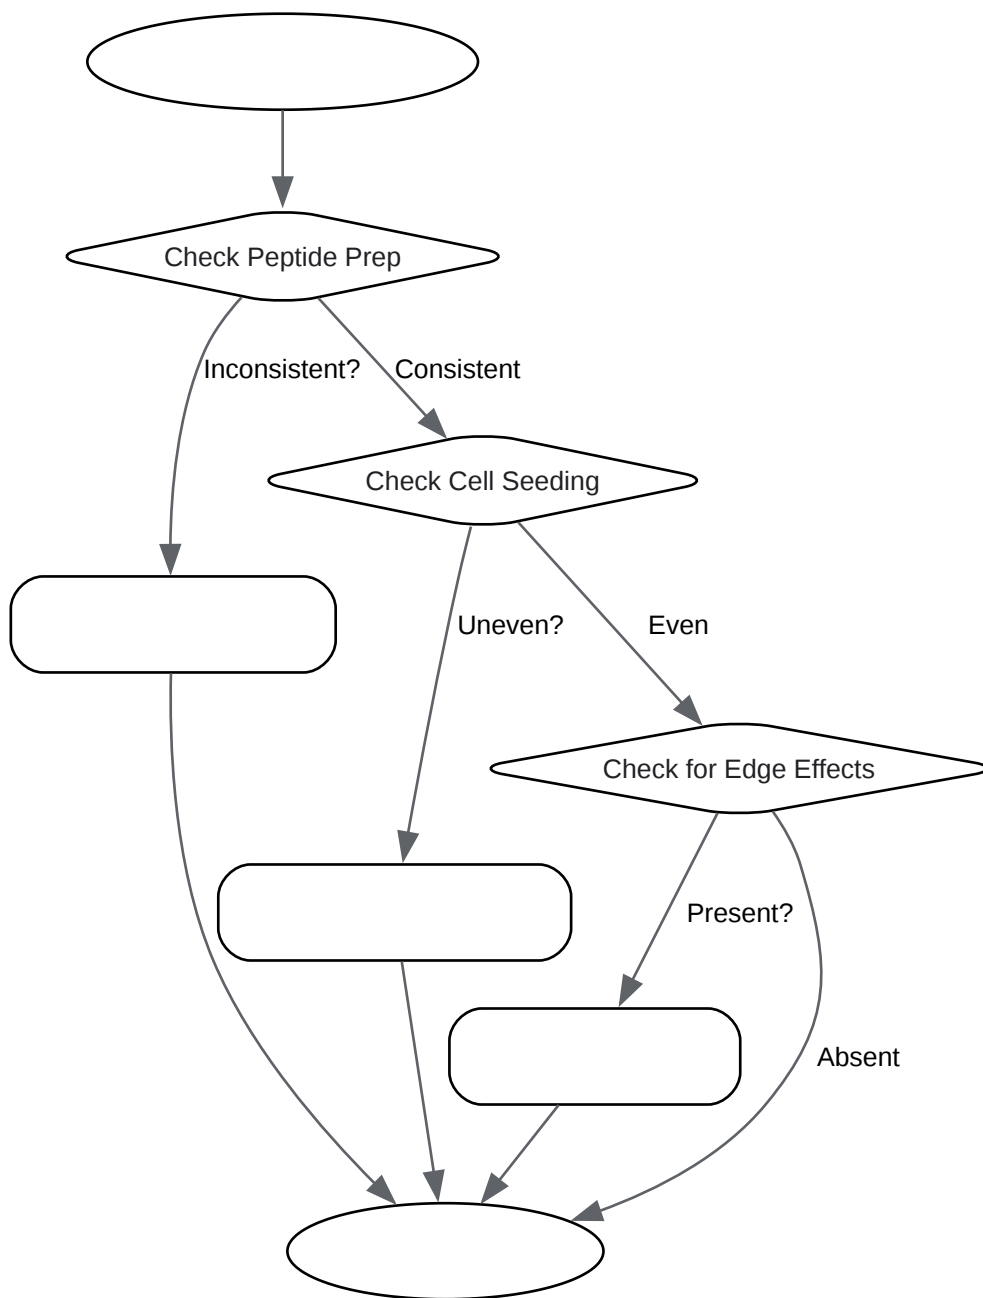 Check Peptide Prep
Inconsistent?
Consistent
Check Cell Seeding
Uneven?
Even
Check for Edge Effects
Present?
Absent